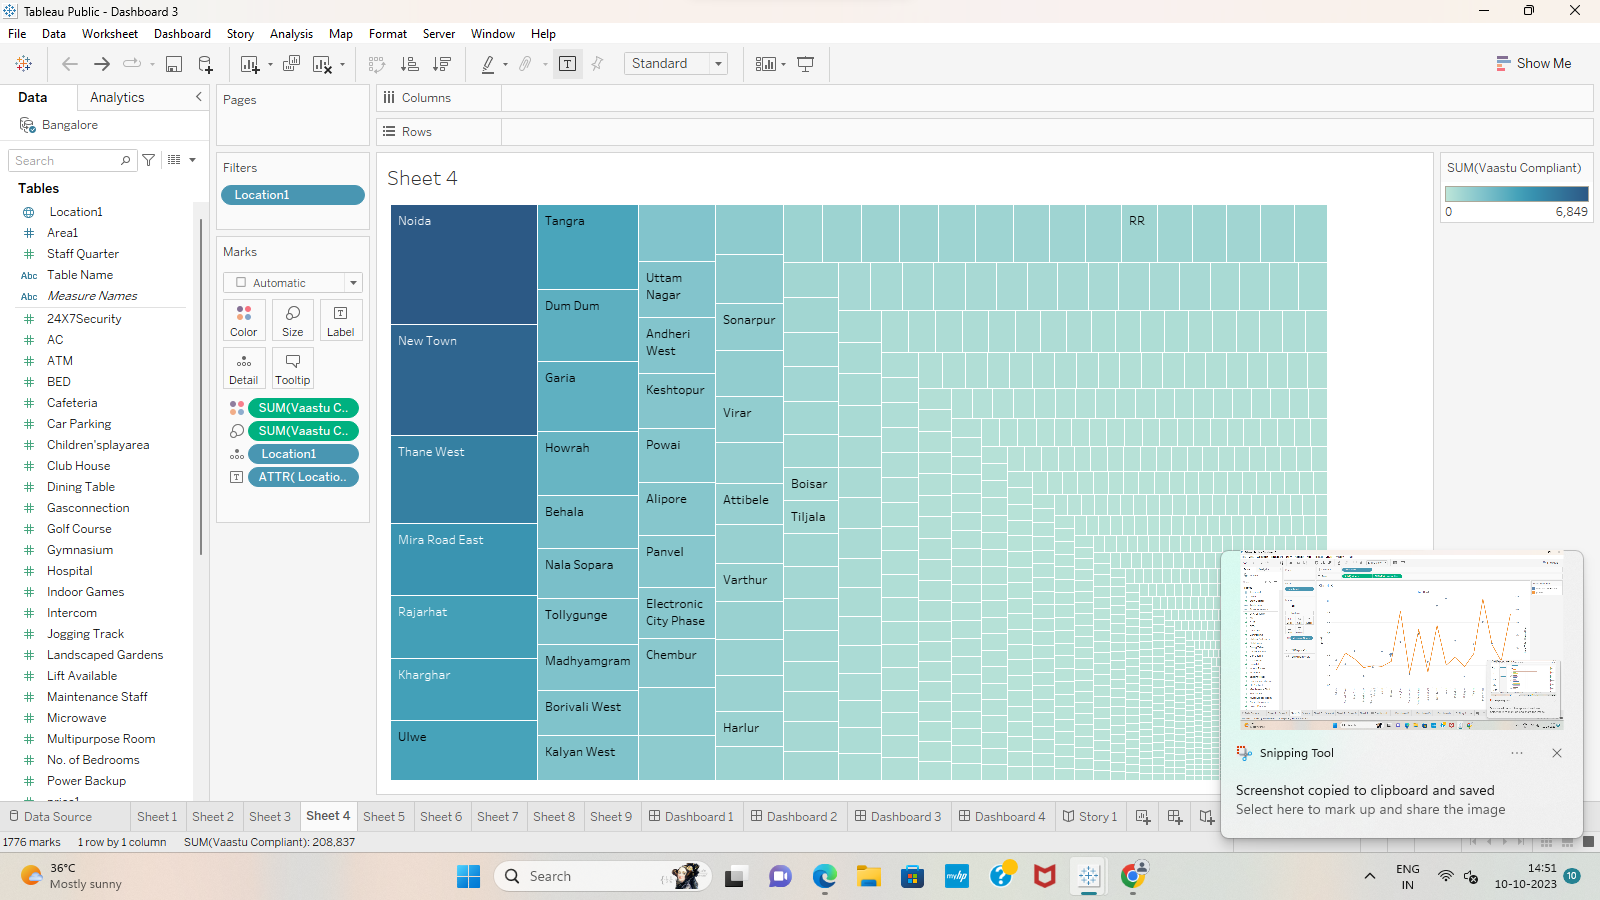 Tableau Public - Dashboard 3
File Data Worksheet Dashboard Story Analysis Map Format Server Window Help
Standard
Show Me
Data Analytics
Bangalore
Search
Tables
Location1
Area1
Staff Quarter
Abc Table Name
Abc Measure Names
24X7Security
AC
ATM
BED
Cafeteria
Car Parking
Children'splayarea
Club House
Dining Table
Gasconnection
Golf Course
Gymnasium
Hospital
Indoor Games
Intercom
Jogging Track
Landscaped Gardens
Lift Available
Maintenance Staff
Microwave
Multipurpose Room
No. of Bedrooms
Power Backup
Pages
Filters
Location1
Marks
Automatic
Color Size Label
Detail Tooltip
SUM(Vaastu C..
SUM(Vaastu C..
Location1
ATTR( Locatio..
Columns
Rows
Sheet 4
Noida
New Town
Thane West
Mira Road East
Rajarhat
Kharghar
Ulwe
Tangra
Dum Dum
Garia
Howrah
Behala
Nala Sopara
Tollygunge
Madhyamgram
Borivali West
Kalyan West
Uttam
Nagar
Andheri
West
Keshtopur
Powai
Alipore
Panvel
Electronic
City Phase
Chembur
Sonarpur
Virar
Attibele
Varthur
Harlur
Boisar
Tiljala
RR
SUM(Vaastu Compliant)
0 6,849
Snipping Tool
Screenshot copied to clipboard and saved
Select here to mark up and share the image
Data Source Sheet 1 Sheet 2 Sheet 3 Sheet 4 Sheet 5 Sheet 6 Sheet 7 Sheet 8 Sheet 9 Dashboard 1 Dashboard 2 Dashboard 3 Dashboard 4 Story 1
1776 marks 1 row by 1 column SUM(Vaastu Compliant): 208,837
36°C
Mostly sunny
Search
myhp
ENG
IN
14:51
10-10-2023
10